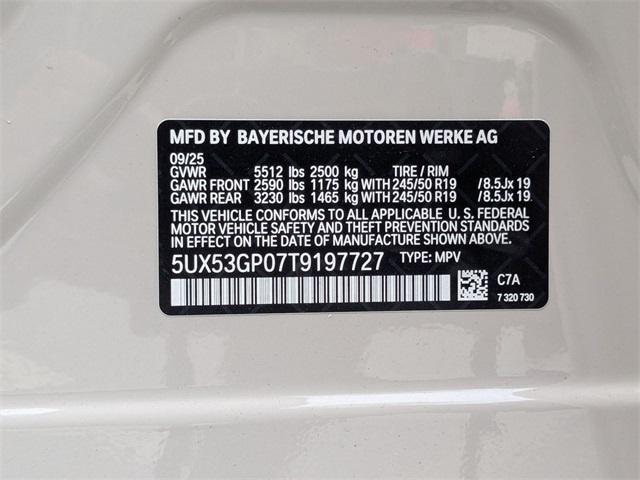 MFD BY BAYERISCHE MOTOREN WERKE AG
09/25
GVWR 5512 lbs 2500 kg TIRE / RIM
GAWR FRONT 2590 lbs 1175 kg WITH 245/50 R19 /8.5Jx 19
GAWR REAR 3230 lbs 1465 kg WITH 245/50 R19 /8.5Jx 19
THIS VEHICLE CONFORMS TO ALL APPLICABLE U. S. FEDERAL
MOTOR VEHICLE SAFETY AND THEFT PREVENTION STANDARDS
IN EFFECT ON THE DATE OF MANUFACTURE SHOWN ABOVE.
5UX53GP07T9197727 TYPE: MPV
C7A
7 320 730